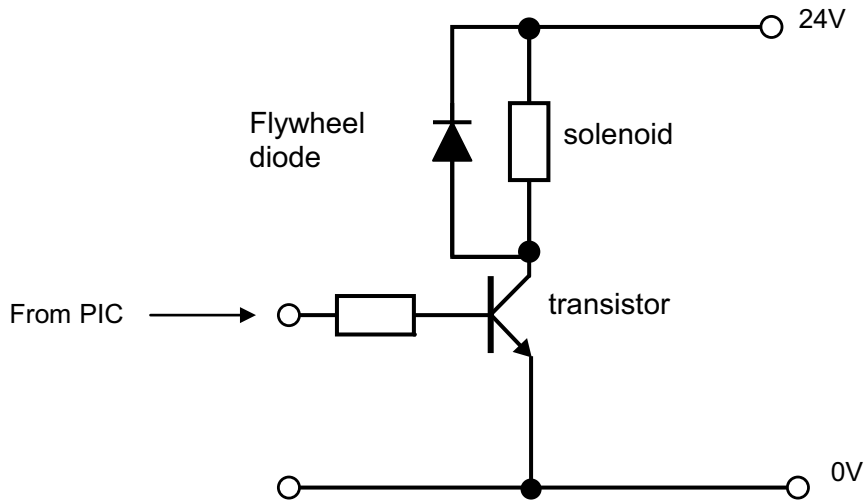 24V
Flywheel
diode
solenoid
transistor
From PIC
0V